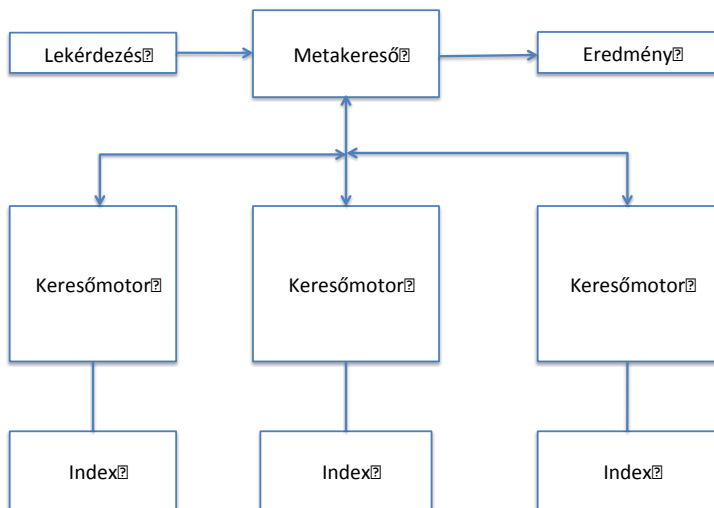 Lekérdezés
Metakereső
Eredmény
Keresőmotor
Keresőmotor
Keresőmotor
Index
Index
Index